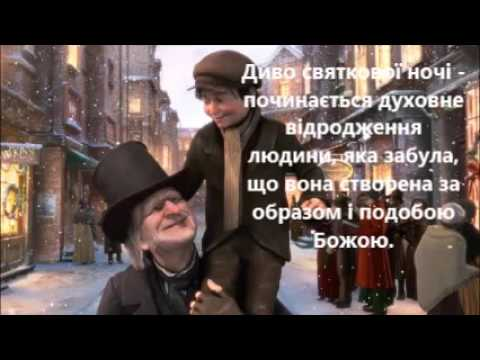 Диво святкової ночі -
починається духовне
відродження
людини, яка забула,
що вона створена за
образом і подобою
Божою.